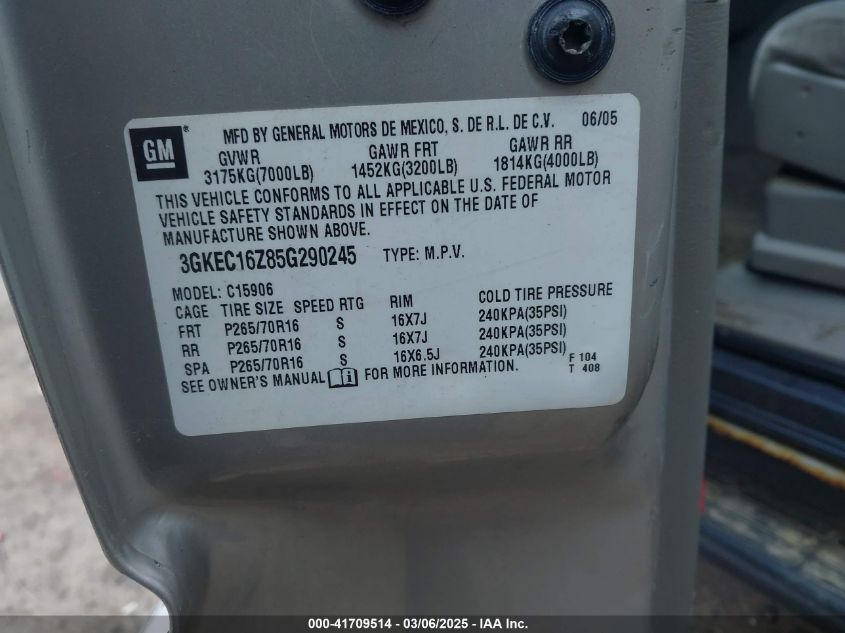 GM
MFD BY GENERAL MOTORS DE MEXICO, S. DE R.L. DE C.V. 06/05
GVWR GAWR FRT GAWR RR
3175KG(7000LB) 1452KG(3200LB) 1814KG(4000LB)
THIS VEHICLE CONFORMS TO ALL APPLICABLE U.S. FEDERAL MOTOR
VEHICLE SAFETY STANDARDS IN EFFECT ON THE DATE OF
MANUFACTURE SHOWN ABOVE.
3GKEC16Z85G290245 TYPE: M.P.V.
MODEL: C15906
CAGE TIRE SIZE SPEED RTG RIM COLD TIRE PRESSURE
FRT P265/70R16 S 16X7J 240KPA(35PSI)
RR P265/70R16 S 16X7J 240KPA(35PSI)
SPA P265/70R16 S 16X6.5J 240KPA(35PSI)
SEE OWNER'S MANUAL FOR MORE INFORMATION.
F 104
T 408
000-41709514 - 03/06/2025 - IAA Inc.